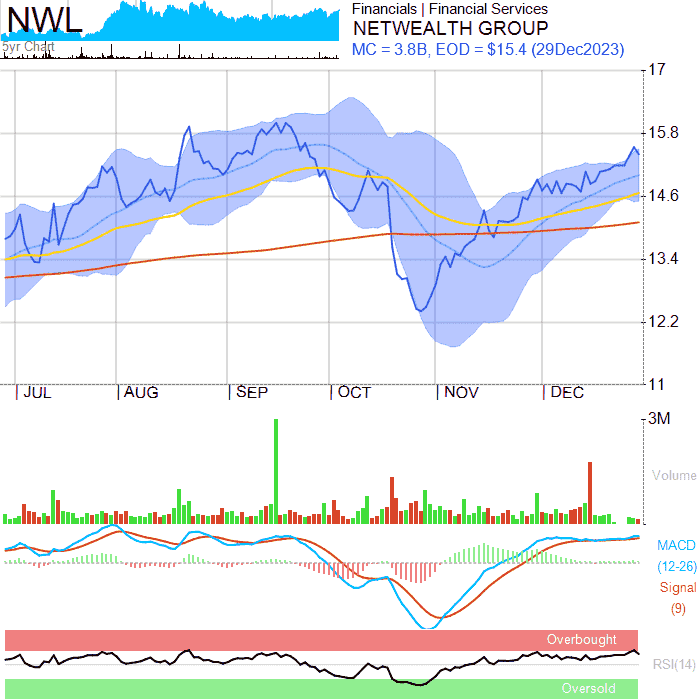 NWL
5yr Chart
Financials | Financial Services
NETWEALTH GROUP
MC = 3.8B, EOD = $15.4 (29Dec2023)
17
15.8
14.6
13.4
12.2
11
JUL AUG SEP OCT NOV DEC
3M
Volume
MACD
(12-26)
Signal
(9)
Overbought
RSI(14)
Oversold